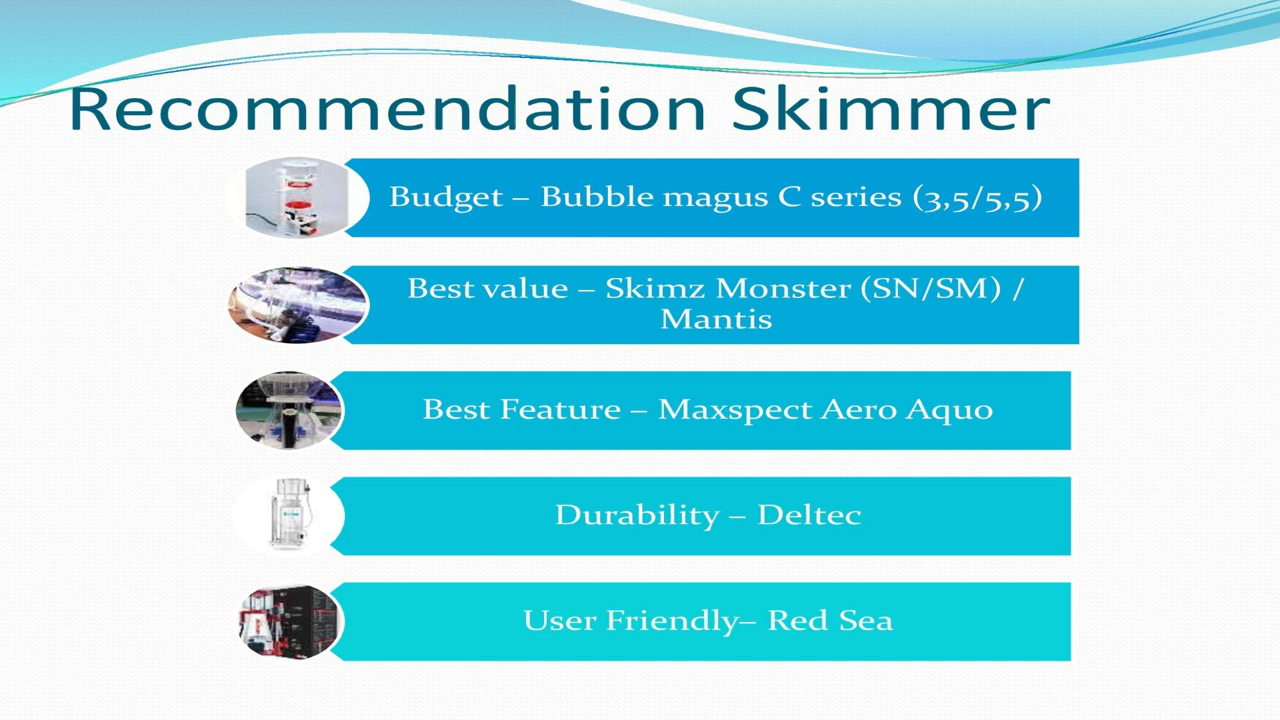 Recommendation Skimmer
Budget – Bubble magus C series (3,5/5,5)
Best value – Skimz Monster (SN/SM) /
Mantis
Best Feature – Maxspect Aero Aquo
Durability – Deltec
User Friendly– Red Sea